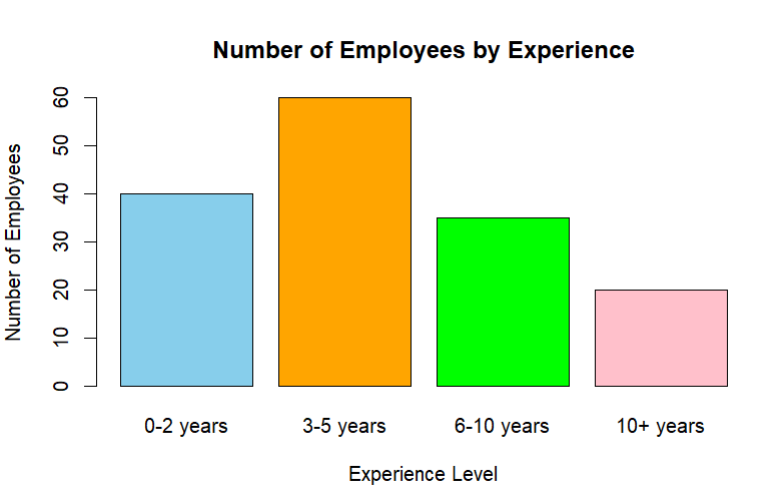 Number of Employees by Experience
Number of Employees
60
50
40
30
20
10
0
0-2 years 3-5 years 6-10 years 10+ years
Experience Level